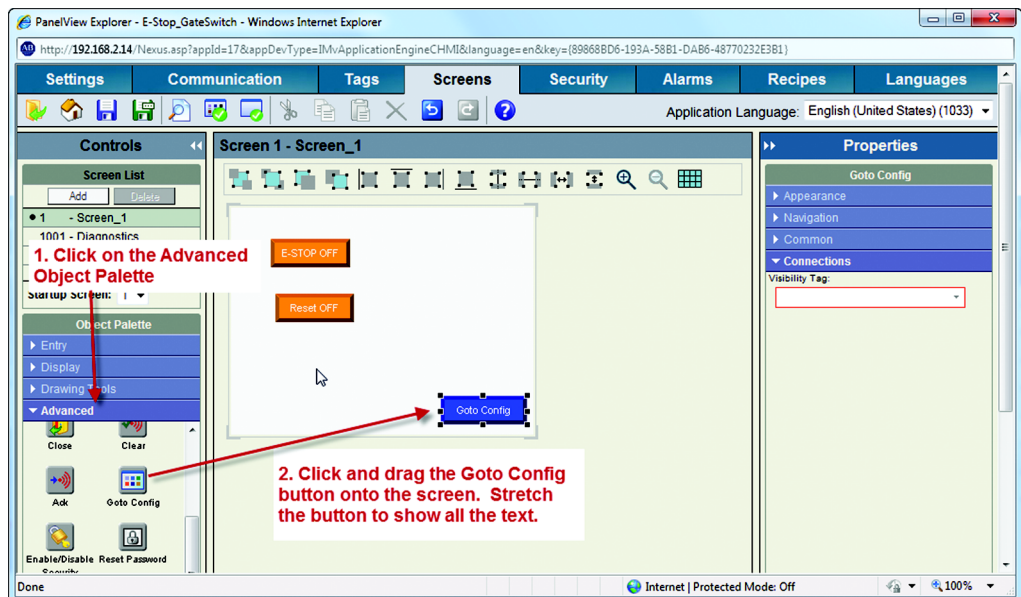 PanelView Explorer - E-Stop_GateSwitch - Windows Internet Explorer
http://192.168.2.14/Nexus.asp?appId=17&appDevType=IMvApplicationEngineCHMI&language=en&key={89868BD6-193A-58B1-DAB6-48770232E3B1}
Settings Communication Tags Screens Security Alarms Recipes Languages
Application Language: English (United States) (1033)
Controls
Screen 1 - Screen_1
Properties
Screen List
Add Delete
1 - Screen_1
1001 - Diagnostics
1. Click on the Advanced
Object Palette
Startup Screen: 1
Object Palette
Entry
Display
Drawing Tools
Advanced
Close Clear
Ack Goto Config
Enable/Disable Reset Password
Security
E-STOP OFF
Reset OFF
Goto Config
2. Click and drag the Goto Config
button onto the screen. Stretch
the button to show all the text.
Goto Config
Appearance
Navigation
Common
Connections
Visibility Tag:
Done
Internet | Protected Mode: Off
100%